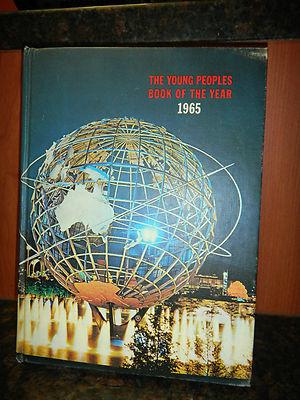 THE YOUNG PEOPLES
BOOK OF THE YEAR
1965